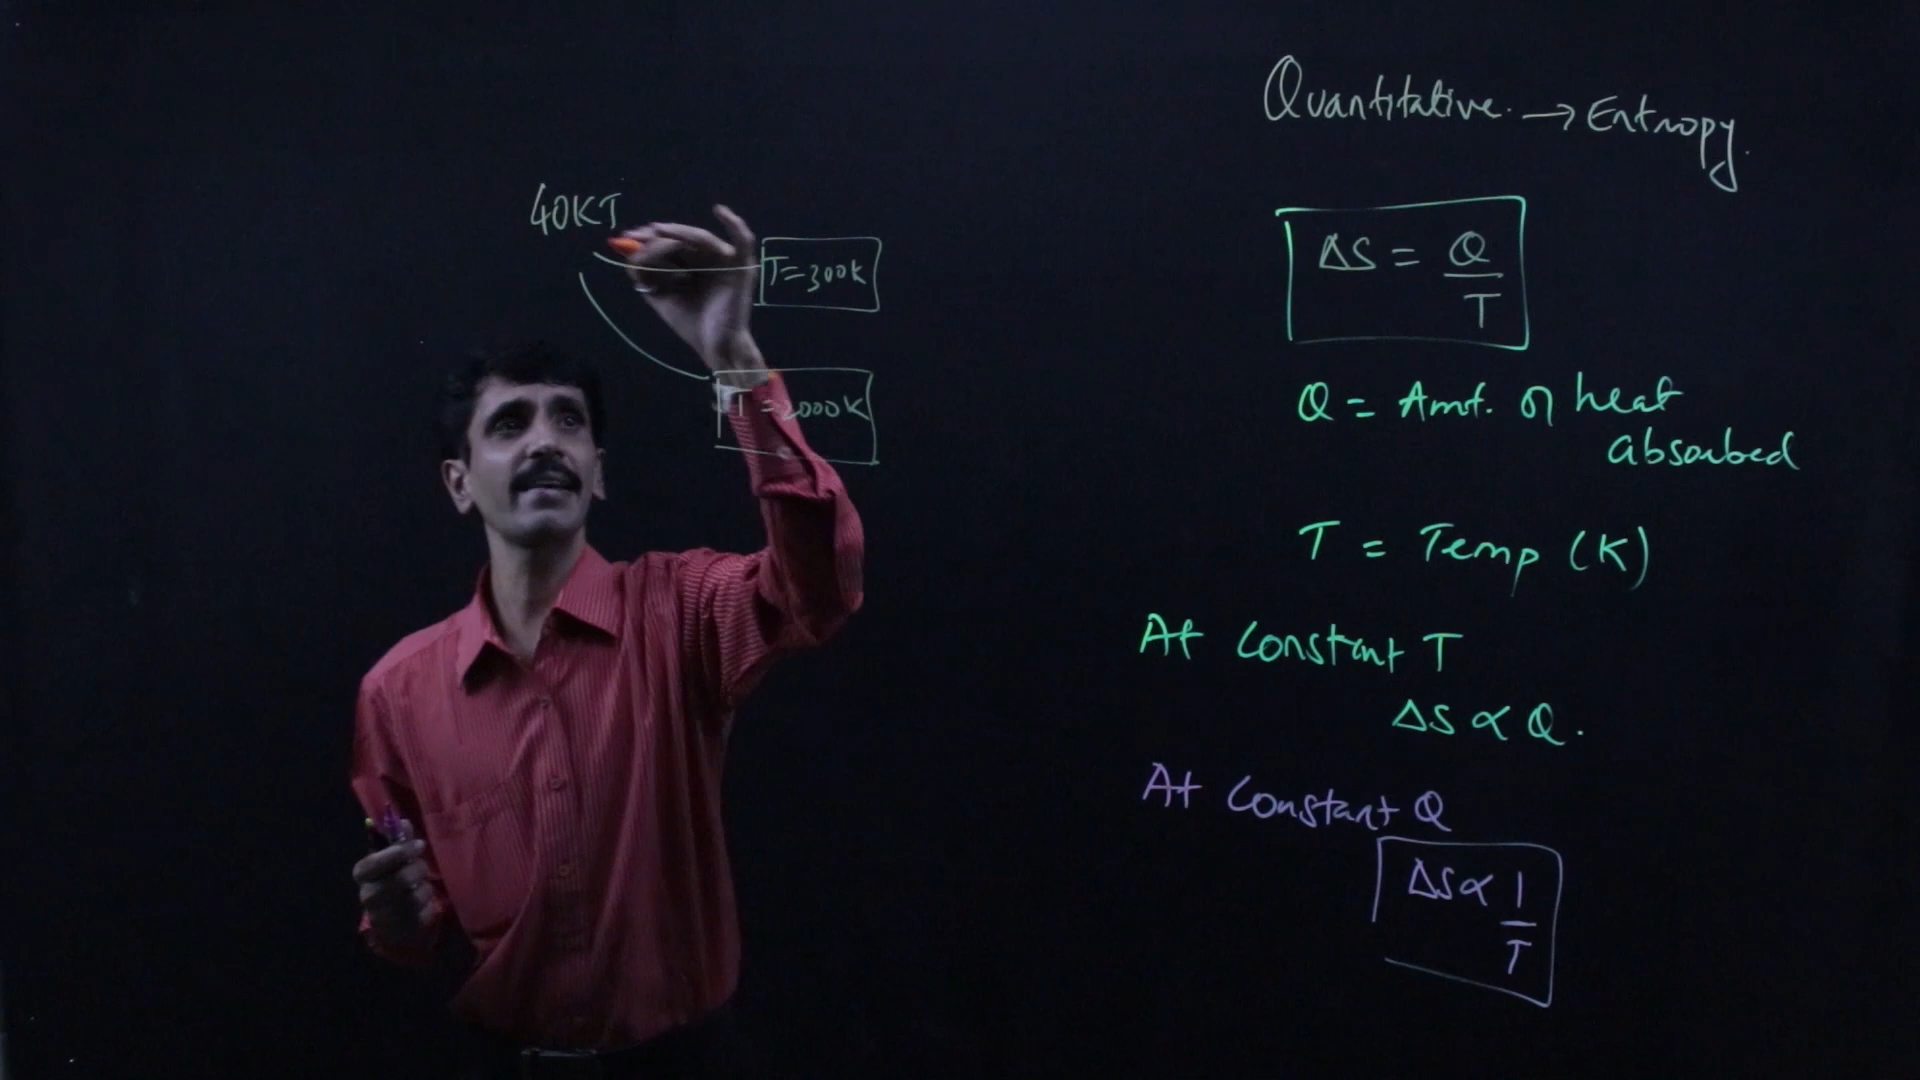 Quantitative. → Entropy.
40KJ
T=300K
T=2000K
ΔS = Q/T
Q = Amt. of heat
absorbed
T = Temp (K)
At Constant T
ΔS ∝ Q.
At Constant Q
ΔS ∝ 1/T